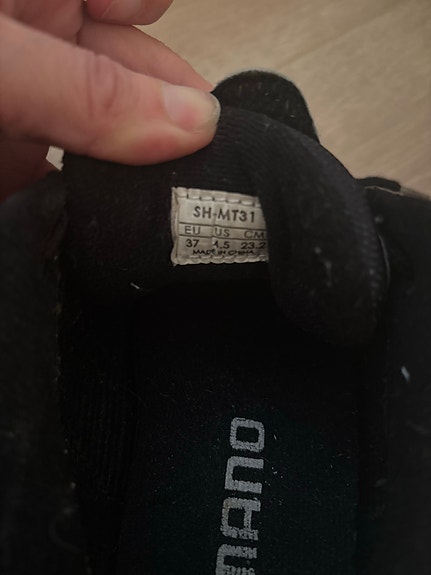 SH-MT31
EU US CM
37 4.5 23.2
MADE IN CHINA
MANO